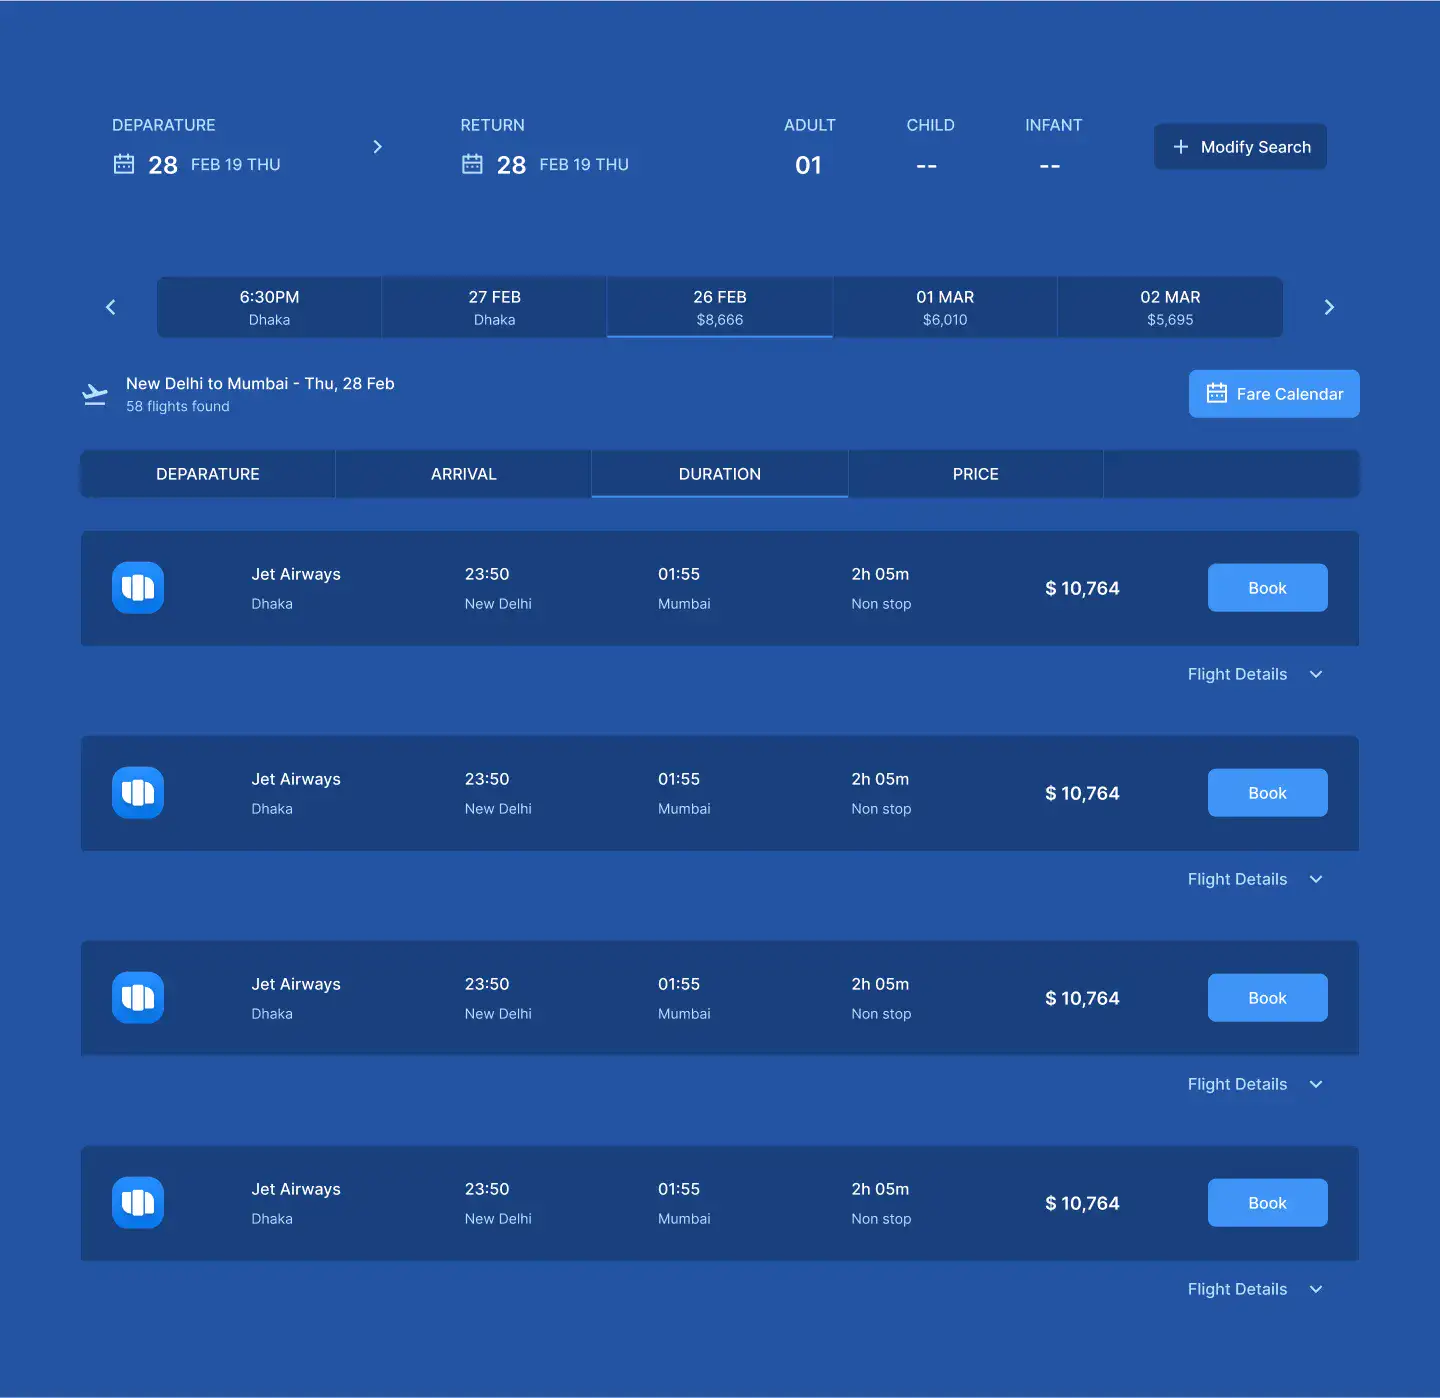 DEPARATURE
28 FEB 19 THU
RETURN
28 FEB 19 THU
ADULT
01
CHILD
--
INFANT
--
Modify Search
6:30PM
Dhaka
27 FEB
Dhaka
26 FEB
$8,666
01 MAR
$6,010
02 MAR
$5,695
New Delhi to Mumbai - Thu, 28 Feb
58 flights found
Fare Calendar
DEPARATURE ARRIVAL DURATION PRICE
Jet Airways 23:50 01:55 2h 05m
Dhaka New Delhi Mumbai Non stop
$ 10,764
Book
Flight Details
Jet Airways 23:50 01:55 2h 05m
Dhaka New Delhi Mumbai Non stop
$ 10,764
Book
Flight Details
Jet Airways 23:50 01:55 2h 05m
Dhaka New Delhi Mumbai Non stop
$ 10,764
Book
Flight Details
Jet Airways 23:50 01:55 2h 05m
Dhaka New Delhi Mumbai Non stop
$ 10,764
Book
Flight Details